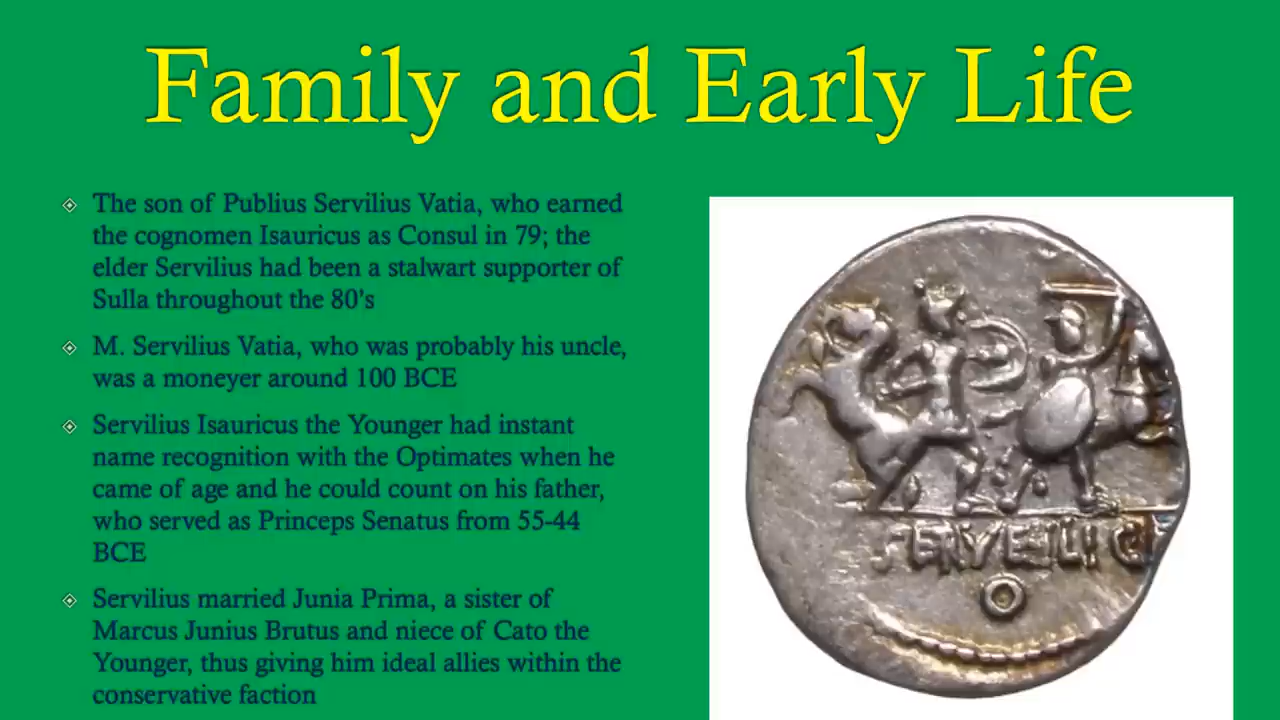 Family and Early Life
The son of Publius Servilius Vatia, who earned
the cognomen Isauricus as Consul in 79; the
elder Servilius had been a stalwart supporter of
Sulla throughout the 80's
M. Servilius Vatia, who was probably his uncle,
was a moneyer around 100 BCE
Servilius Isauricus the Younger had instant
name recognition with the Optimates when he
came of age and he could count on his father,
who served as Princeps Senatus from 55-44
BCE
Servilius married Junia Prima, a sister of
Marcus Junius Brutus and niece of Cato the
Younger, thus giving him ideal allies within the
conservative faction